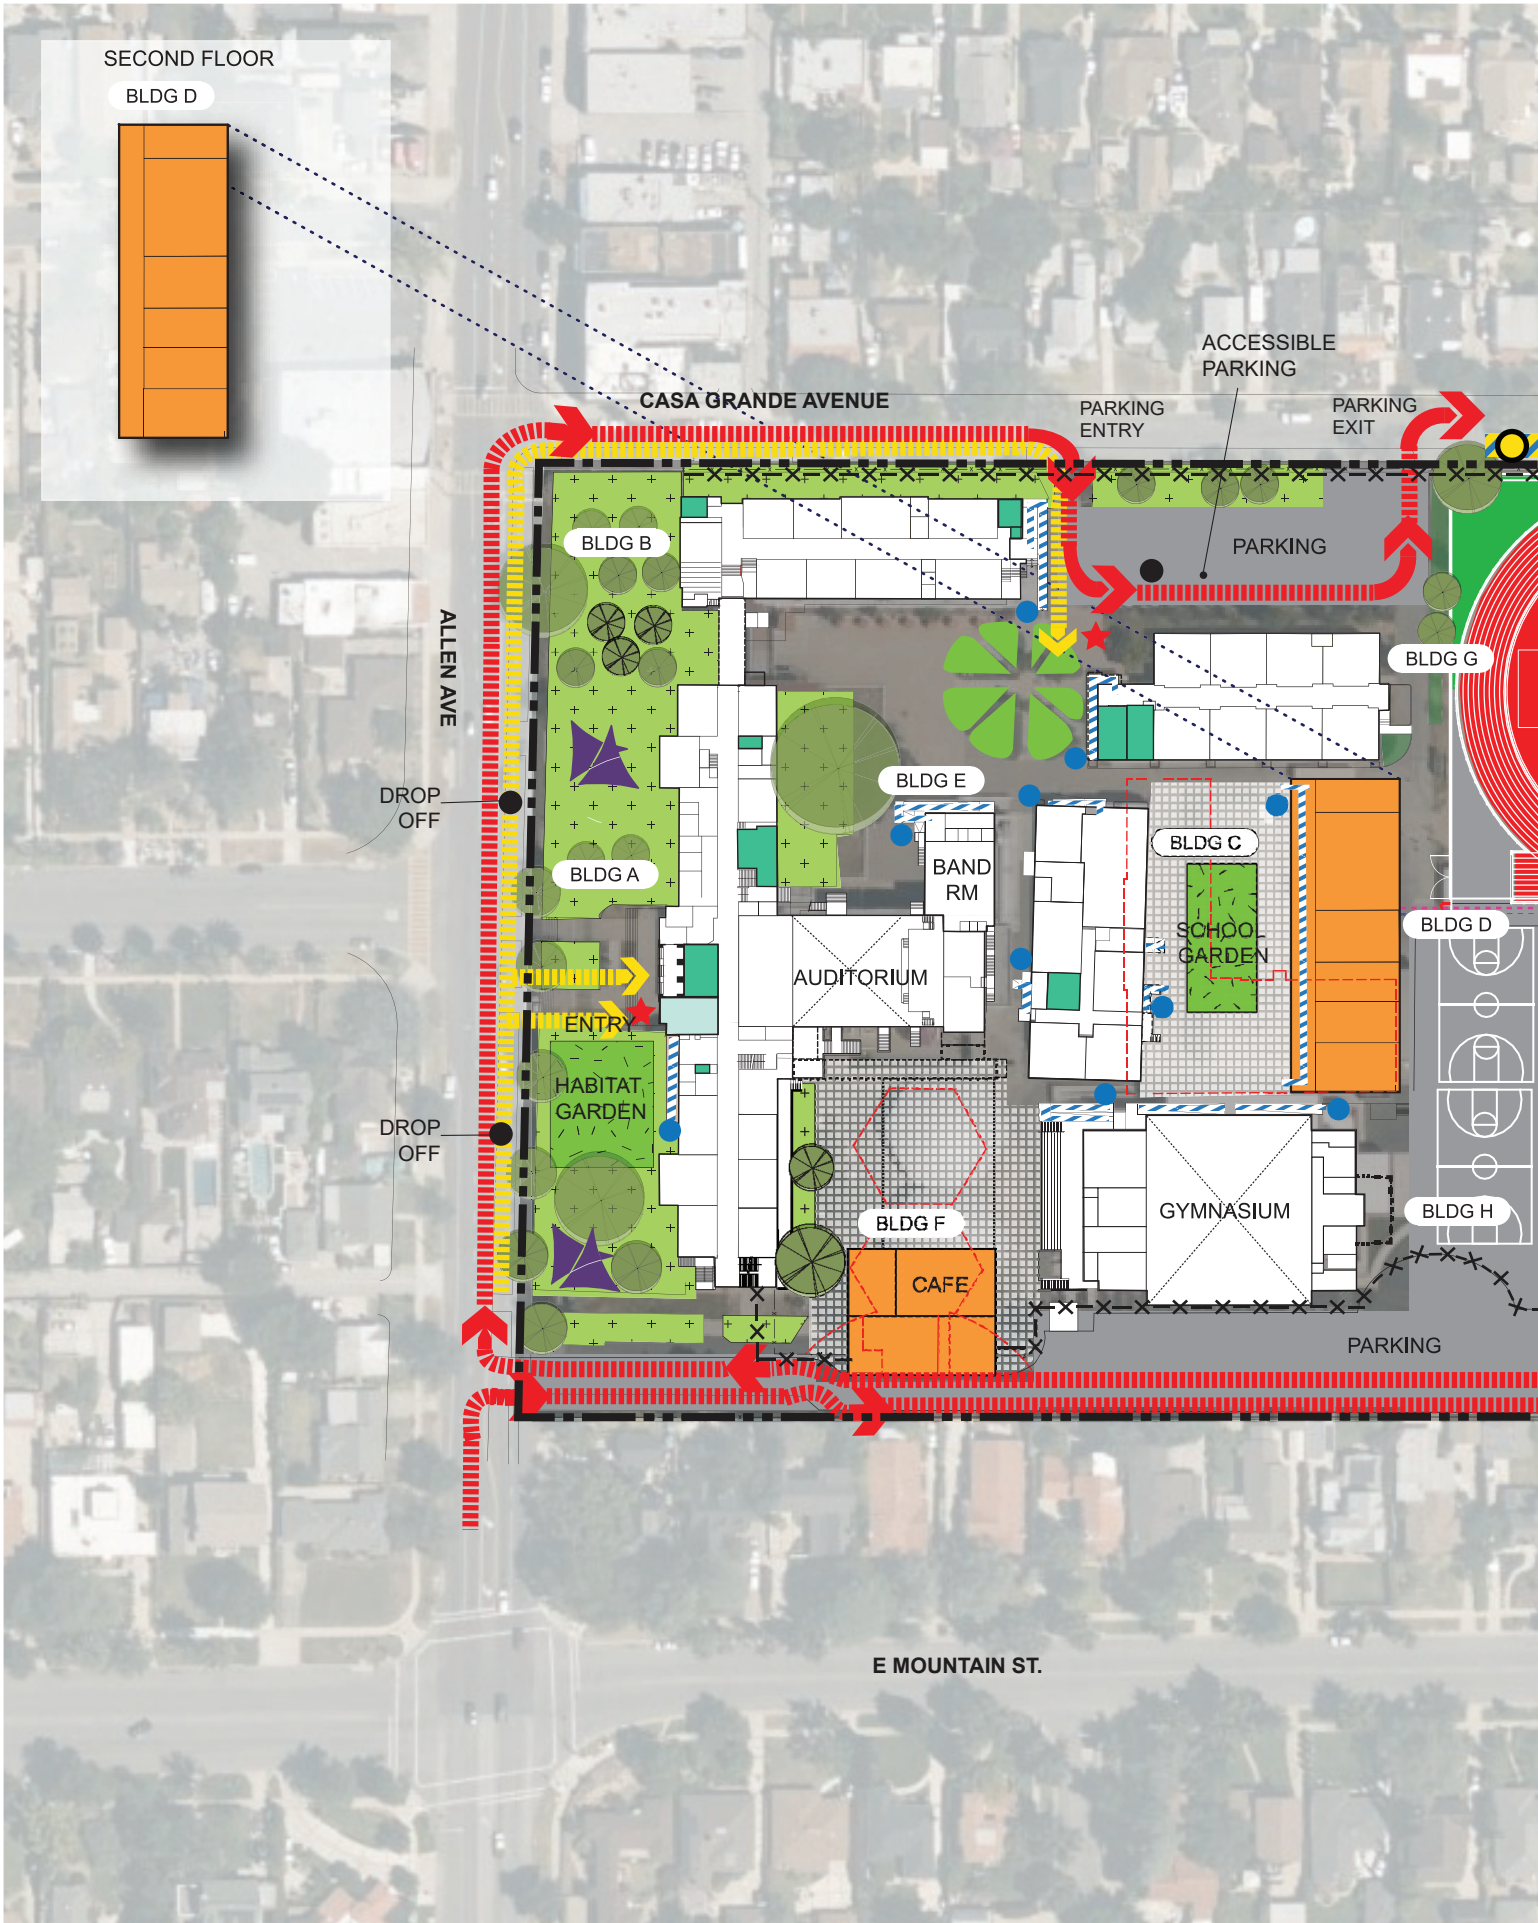 SECOND FLOOR
BLDG D
ACCESSIBLE
PARKING
CASA GRANDE AVENUE
PARKING
ENTRY
PARKING
EXIT
BLDG B
PARKING
ALLEN AVE
BLDG G
BLDG E
DROP
OFF
BLDG C
BLDG A
BAND
RM
BLDG D
SCHOOL
GARDEN
AUDITORIUM
ENTRY
HABITAT
GARDEN
DROP
OFF
BLDG F
GYMNASIUM
BLDG H
CAFE
PARKING
E MOUNTAIN ST.